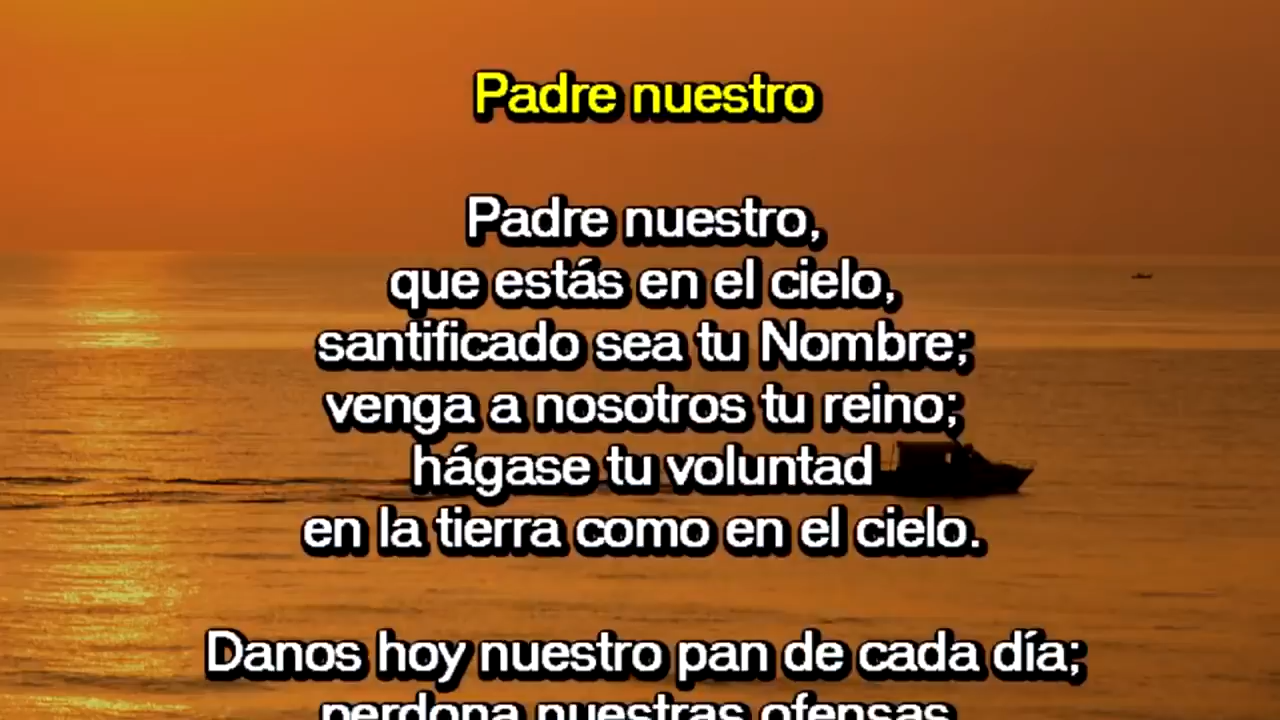 Padre nuestro
Padre nuestro,
que estás en el cielo,
santificado sea tu Nombre;
venga a nosotros tu reino;
hágase tu voluntad
en la tierra como en el cielo.
Danos hoy nuestro pan de cada día;
perdona nuestras ofensas